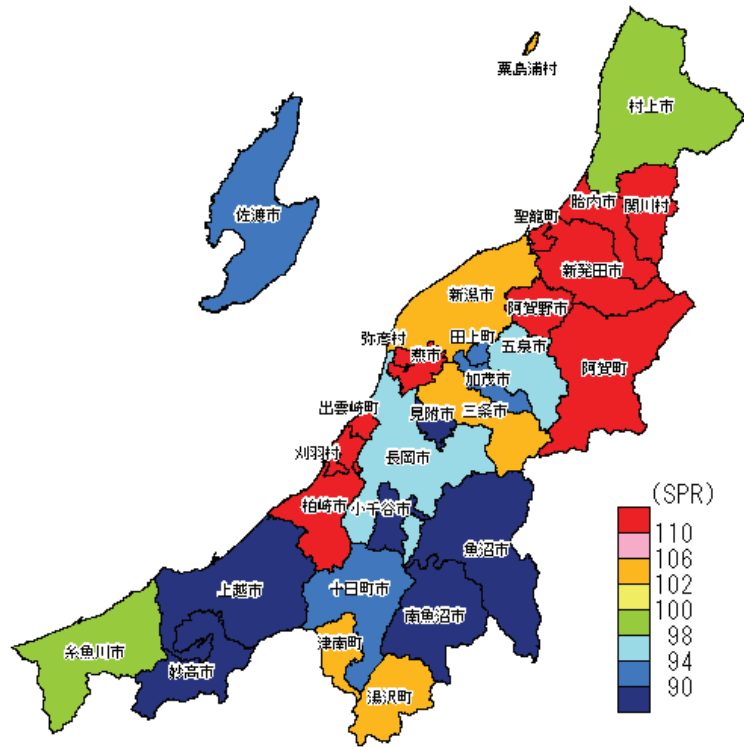 粟島浦村
村上市
佐渡市
胎内市
関川村
聖籠町
新発田市
新潟市
阿賀野市
弥彦村
田上町
五泉市
燕市
阿賀町
加茂市
出雲崎町
見附市
三条市
刈羽村
長岡市
柏崎市
小千谷市
魚沼市
上越市
十日町市
南魚沼市
津南町
糸魚川市
妙高市
湯沢町
(SPR)
110
106
102
100
98
94
90